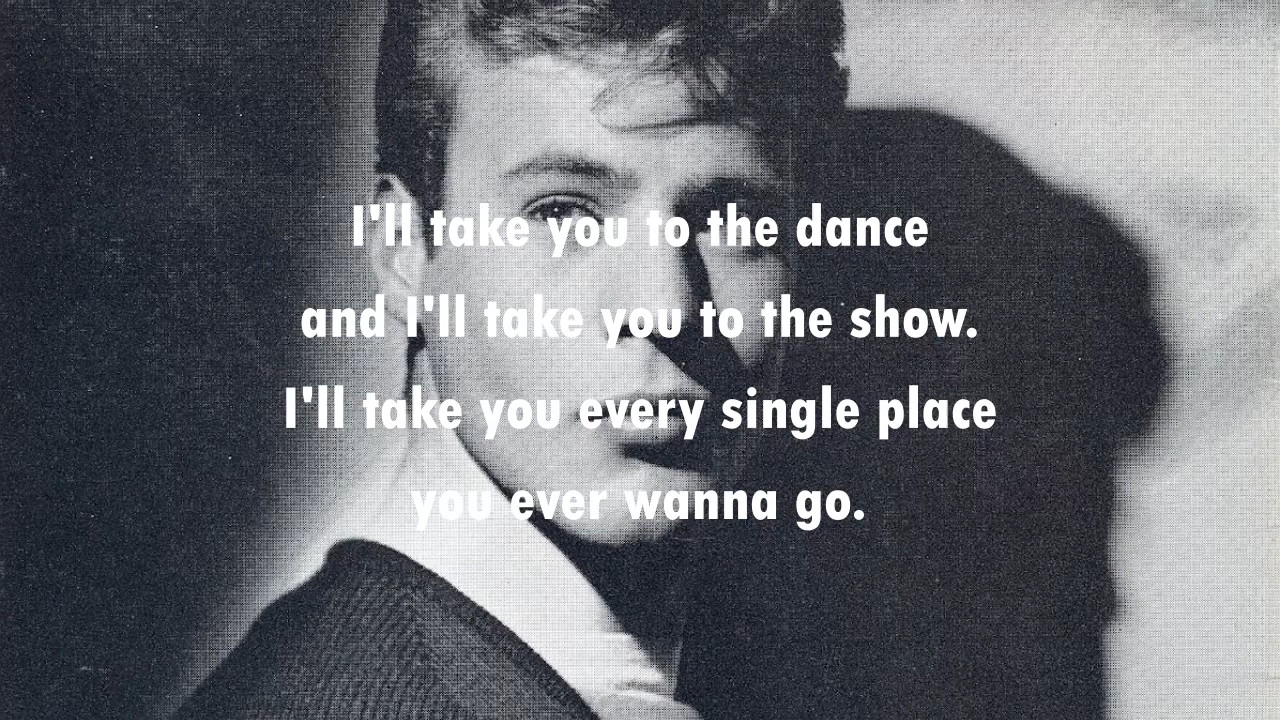 I'll take you to the dance
and I'll take you to the show.
I'll take you every single place
you ever wanna go.